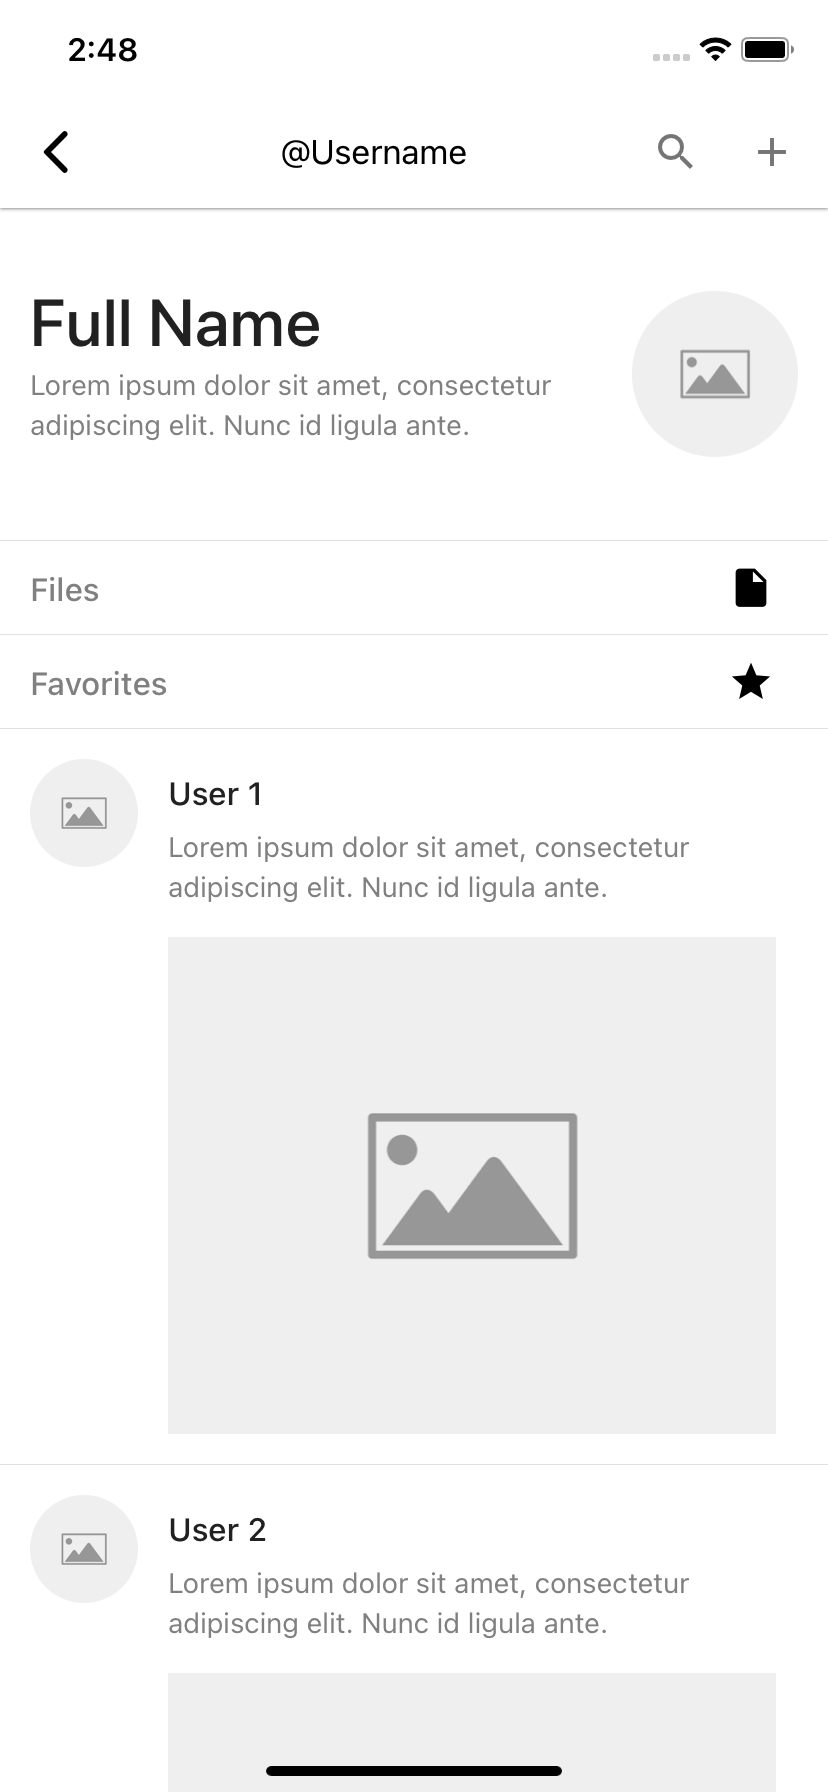 2:48
@Username
Full Name
Lorem ipsum dolor sit amet, consectetur
adipiscing elit. Nunc id ligula ante.
Files
Favorites
User 1
Lorem ipsum dolor sit amet, consectetur
adipiscing elit. Nunc id ligula ante.
User 2
Lorem ipsum dolor sit amet, consectetur
adipiscing elit. Nunc id ligula ante.